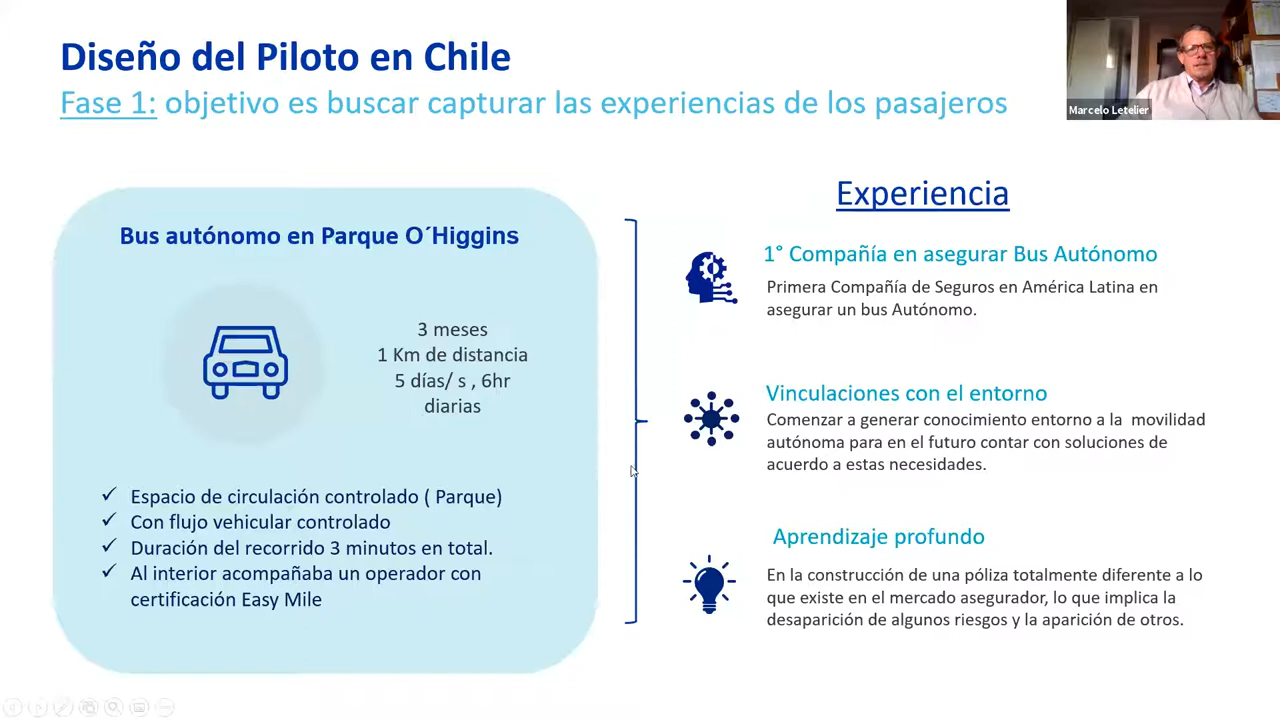 Diseño del Piloto en Chile
Fase 1: objetivo es buscar capturar las experiencias de los pasajeros
Marcelo Letelier
Bus autónomo en Parque O´Higgins
3 meses
1 Km de distancia
5 días/ s , 6hr
diarias
✓ Espacio de circulación controlado ( Parque)
✓ Con flujo vehicular controlado
✓ Duración del recorrido 3 minutos en total.
✓ Al interior acompañaba un operador con
certificación Easy Mile
Experiencia
1° Compañía en asegurar Bus Autónomo
Primera Compañía de Seguros en América Latina en
asegurar un bus Autónomo.
Vinculaciones con el entorno
Comenzar a generar conocimiento entorno a la movilidad
autónoma para en el futuro contar con soluciones de
acuerdo a estas necesidades.
Aprendizaje profundo
En la construcción de una póliza totalmente diferente a lo
que existe en el mercado asegurador, lo que implica la
desaparición de algunos riesgos y la aparición de otros.